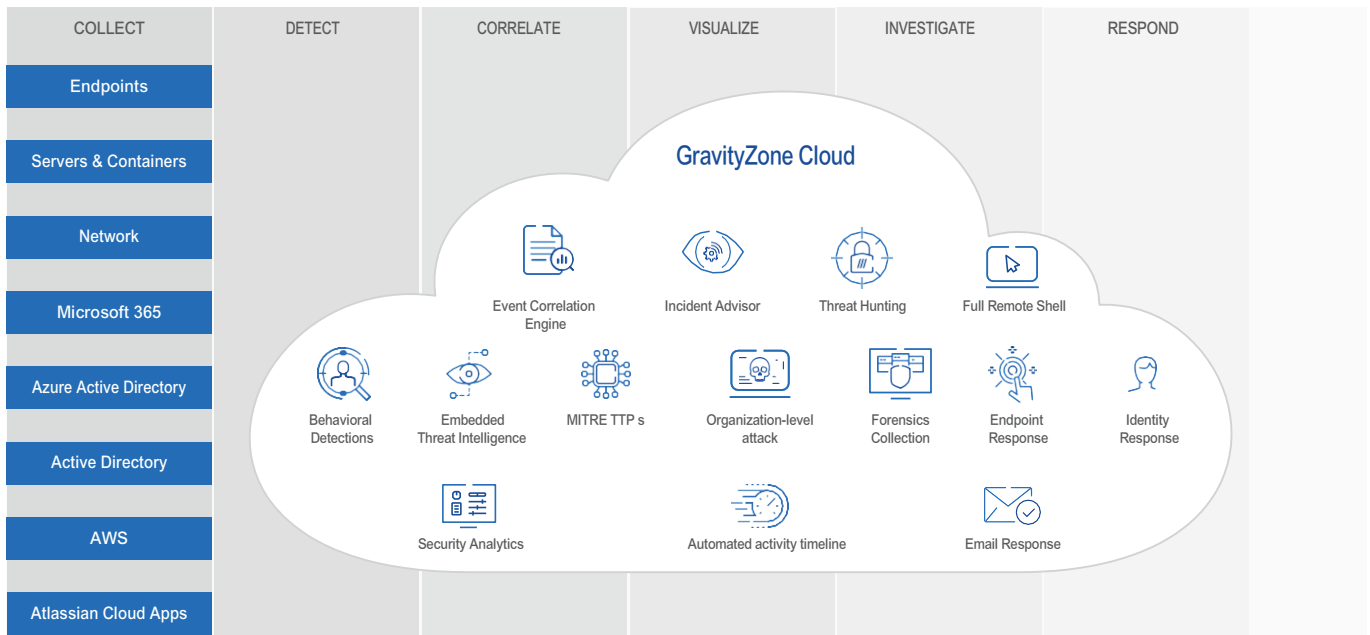 COLLECT
DETECT
CORRELATE
VISUALIZE
INVESTIGATE
RESPOND
Endpoints
Servers & Containers
Network
Microsoft 365
Azure Active Directory
Active Directory
AWS
Atlassian Cloud Apps
GravityZone Cloud
Event Correlation
Engine
Incident Advisor
Threat Hunting
Full Remote Shell
Behavioral
Detections
Embedded
Threat Intelligence
MITRE TTP s
Organization-level
attack
Forensics
Collection
Endpoint
Response
Identity
Response
Security Analytics
Automated activity timeline
Email Response